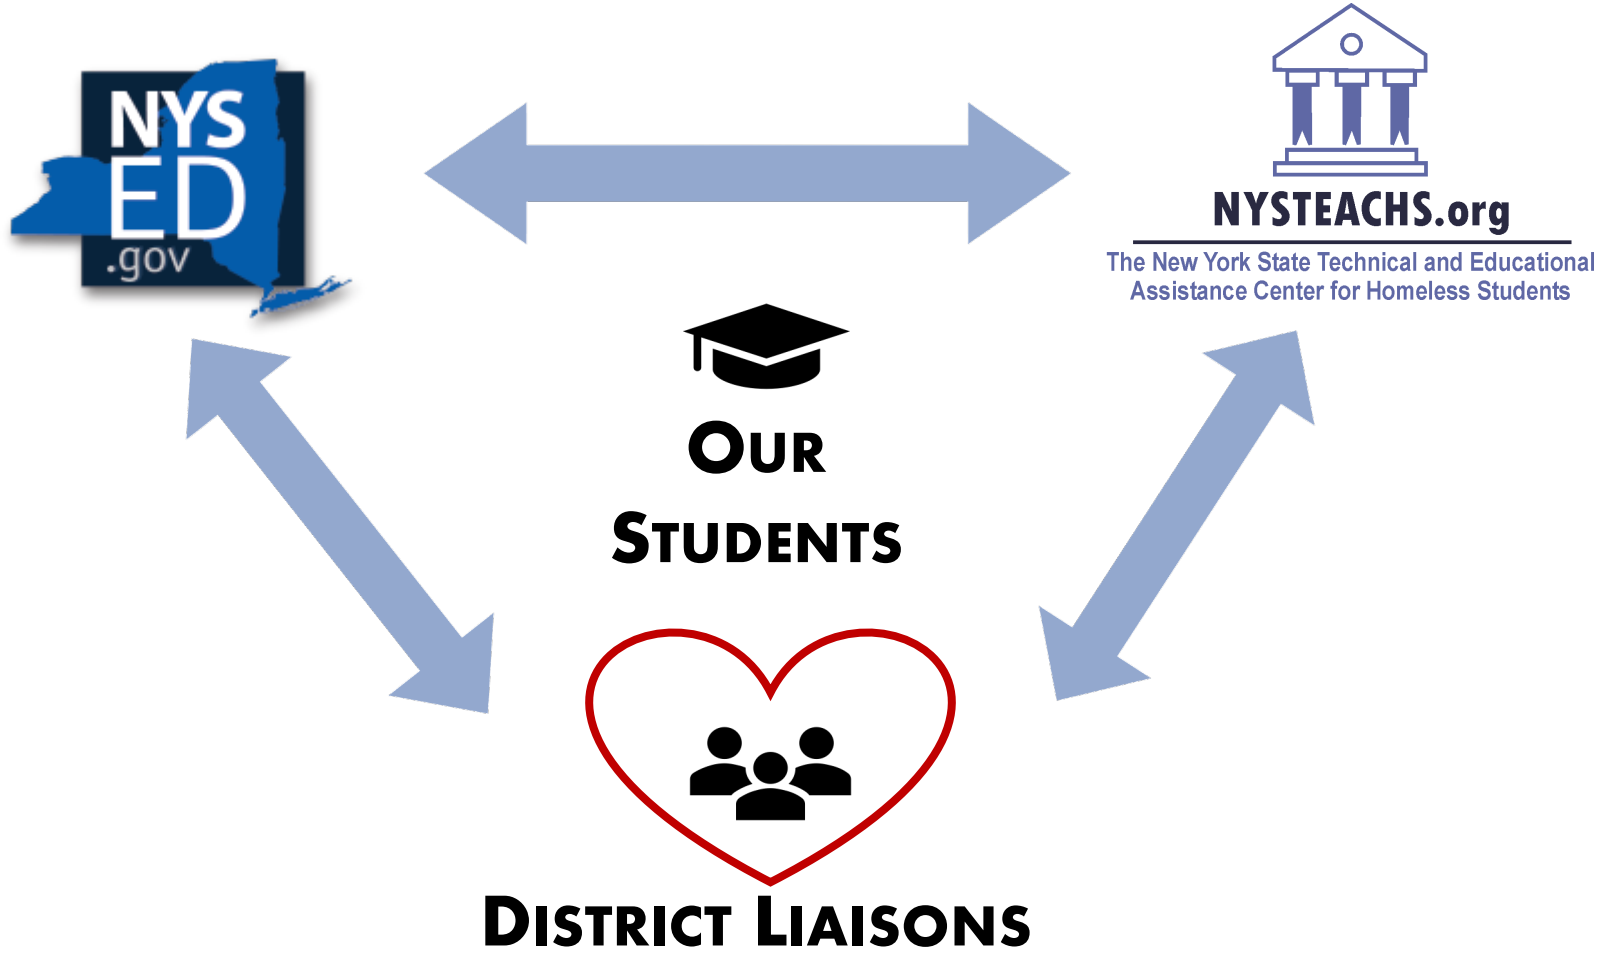 NYS
ED
.gov
NYSTEACHS.org
The New York State Technical and Educational
Assistance Center for Homeless Students
OUR
STUDENTS
DISTRICT LIAISONS